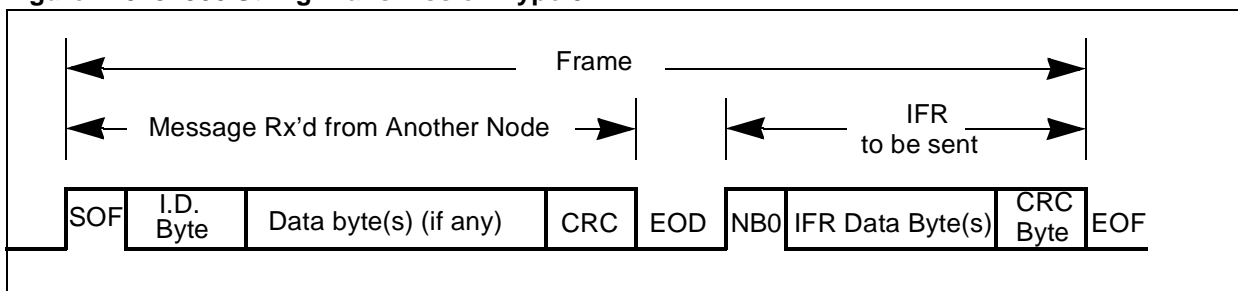 Frame
Message Rx'd from Another Node
IFR
to be sent
SOF
I.D.
Byte
Data byte(s) (if any)
CRC
EOD
NB0
IFR Data Byte(s)
CRC
Byte
EOF